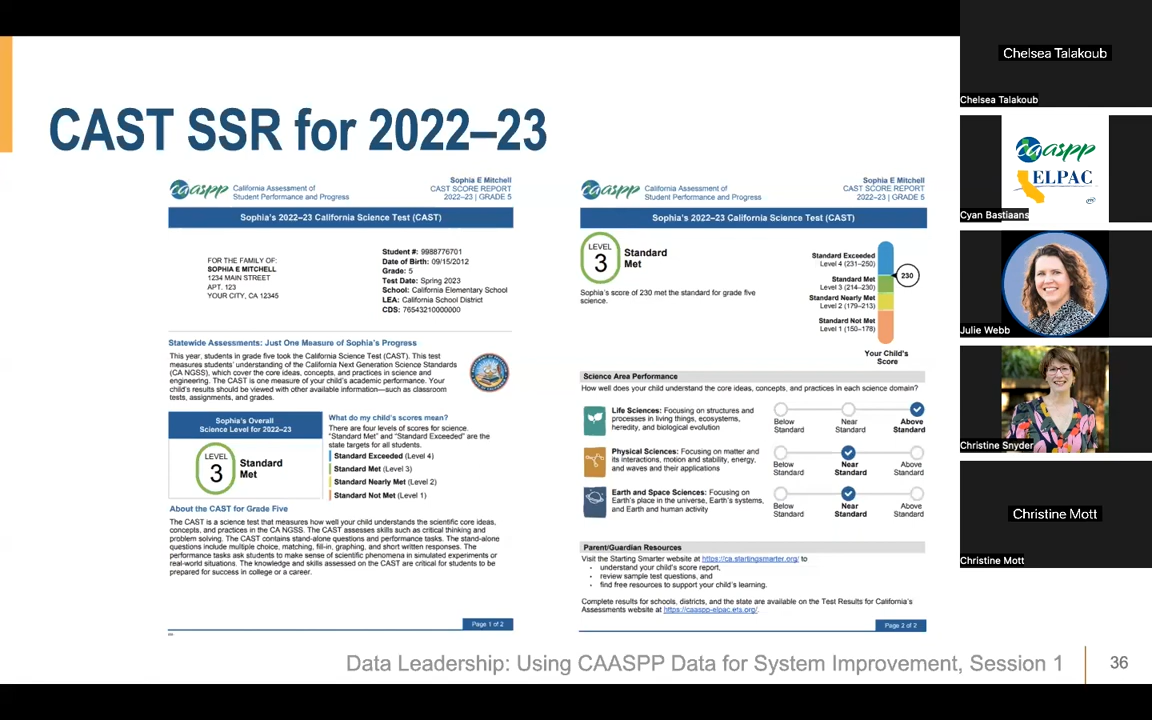 CAST SSR for 2022–23
caaspp
California Assessment of
Student Performance and Progress
Sophia E Mitchell
CAST SCORE REPORT
2022–23 | GRADE 5
Sophia's 2022–23 California Science Test (CAST)
FOR THE FAMILY OF:
SOPHIA E MITCHELL
1234 MAIN STREET
APT. 123
YOUR CITY, CA 12345
Student #: 9988776701
Date of Birth: 09/15/2012
Grade: 5
Test Date: Spring 2023
School: California Elementary School
LEA: California School District
CDS: 76543210000000
Statewide Assessments: Just One Measure of Sophia's Progress
This year, students in grade five took the California Science Test (CAST). This test
measures students' understanding of the California Next Generation Science Standards
(CA NGSS), which cover the core ideas, concepts, and practices in science and
engineering. The CAST is one measure of your child's academic performance. Your
child's results should be viewed with other available information—such as classroom
tests, assignments, and grades.
Sophia's Overall
Science Level for 2022–23
LEVEL
3
Standard
Met
What do my child's scores mean?
There are four levels of scores for science.
"Standard Met" and "Standard Exceeded" are the
state targets for all students.
Standard Exceeded (Level 4)
Standard Met (Level 3)
Standard Nearly Met (Level 2)
Standard Not Met (Level 1)
About the CAST for Grade Five
The CAST is a science test that measures how well your child understands the scientific core ideas,
concepts, and practices in the CA NGSS. The CAST assesses skills such as critical thinking and
problem solving. The CAST contains stand-alone questions and performance tasks. The stand-alone
questions include multiple choice, matching, fill-in, graphing, and short written responses. The
performance tasks ask students to make sense of scientific phenomena in simulated experiments or
real-world situations. The knowledge and skills assessed on the CAST are critical for students to be
prepared for success in college or a career.
Page 1 of 2
caaspp
California Assessment of
Student Performance and Progress
Sophia E Mitchell
CAST SCORE REPORT
2022–23 | GRADE 5
Sophia's 2022–23 California Science Test (CAST)
LEVEL
3
Standard
Met
Sophia's score of 230 met the standard for grade five
science.
Standard Exceeded
Level 4 (231–250)
Standard Met
Level 3 (214–230)
Standard Nearly Met
Level 2 (179–213)
Standard Not Met
Level 1 (150–178)
230
Your Child's
Score
Science Area Performance
How well does your child understand the core ideas, concepts, and practices in each science domain?
Life Sciences: Focusing on structures and
processes in living things, ecosystems,
heredity, and biological evolution
Below
Standard
Near
Standard
Above
Standard
Physical Sciences: Focusing on matter and
its interactions, motion and stability, energy,
and waves and their applications
Below
Standard
Near
Standard
Above
Standard
Earth and Space Sciences: Focusing on
Earth's place in the universe, Earth's systems,
and Earth and human activity
Below
Standard
Near
Standard
Above
Standard
Parent/Guardian Resources
Visit the Starting Smarter website at https://ca.startingsmarter.org/ to
• understand your child's score report,
• review sample test questions, and
• find free resources to support your child's learning.
Complete results for schools, districts, and the state are available on the Test Results for California's
Assessments website at https://caaspp-elpac.ets.org/.
Page 2 of 2
Data Leadership: Using CAASPP Data for System Improvement, Session 1
36
Chelsea Talakoub
Chelsea Talakoub
caaspp
ELPAC
Cyan Bastiaans
Julie Webb
Christine Snyder
Christine Mott
Christine Mott